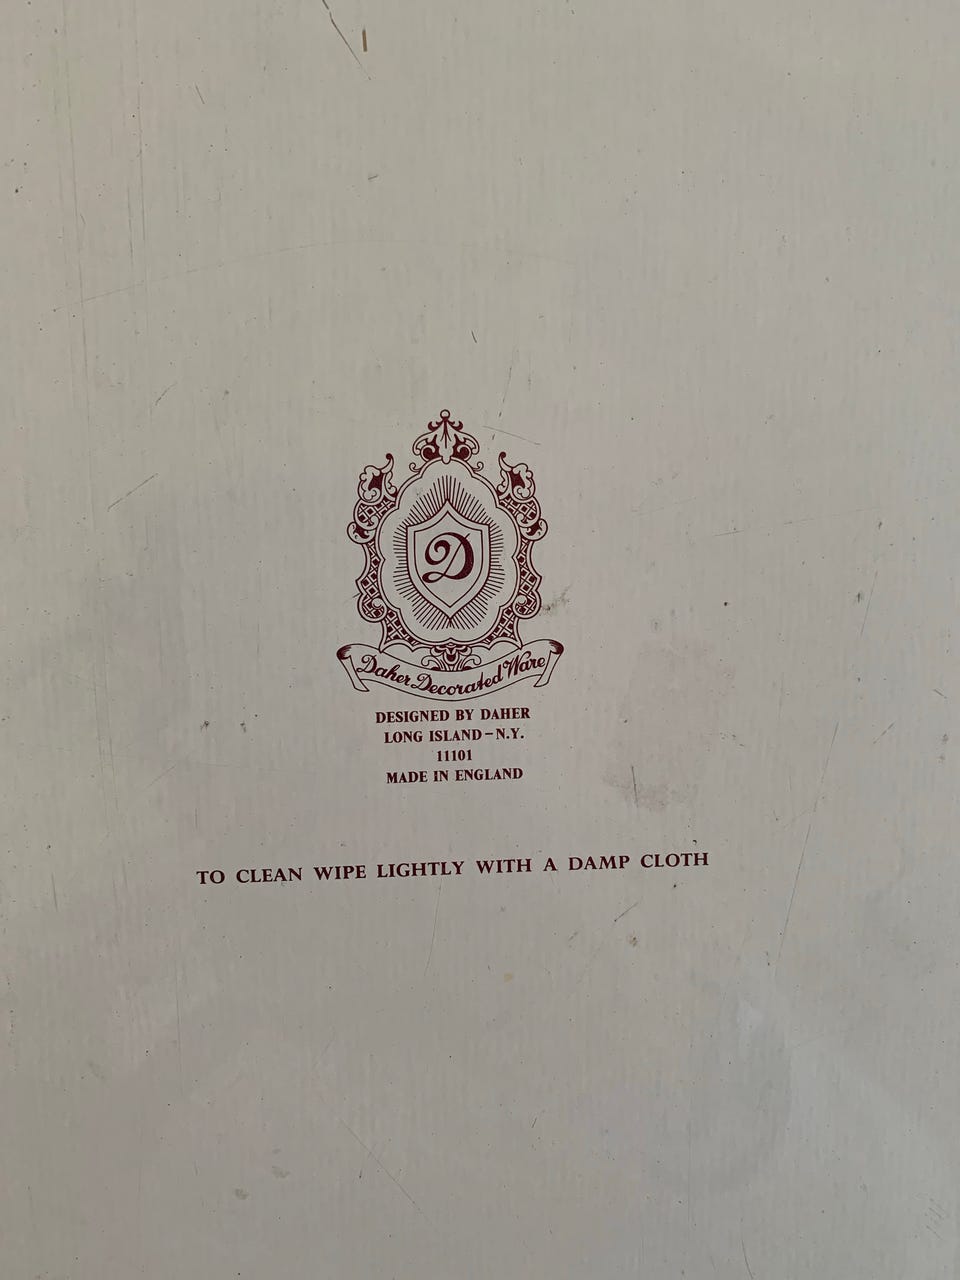 D
Daher Decorated Ware
DESIGNED BY DAHER
LONG ISLAND–N.Y.
11101
MADE IN ENGLAND
TO CLEAN WIPE LIGHTLY WITH A DAMP CLOTH